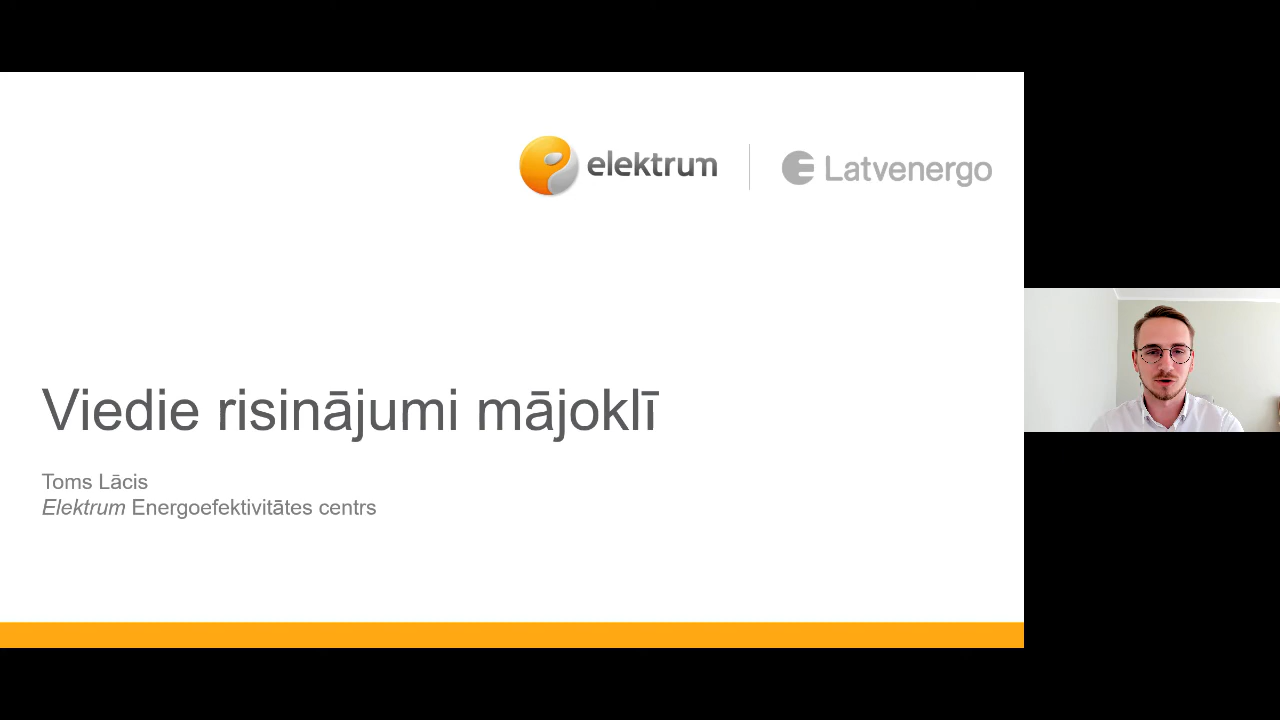 elektrum
Latvenergo
Viedie risinājumi mājoklī
Toms Lācis
Elektrum Energoefektivitātes centrs